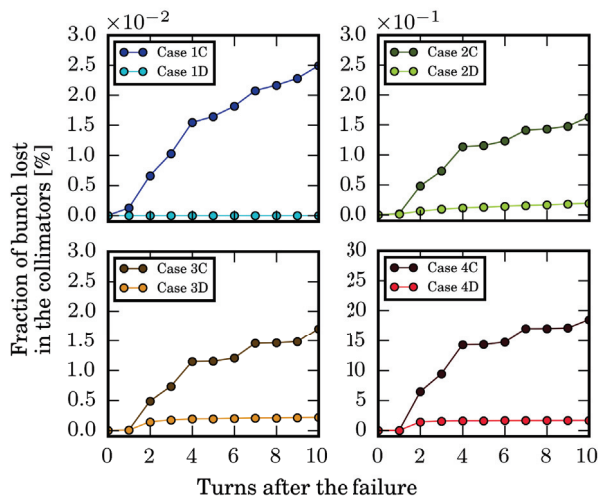 ×10⁻²
3.0
2.5
2.0
1.5
1.0
0.5
0.0
Case 1C
Case 1D
×10⁻¹
3.0
2.5
2.0
1.5
1.0
0.5
0.0
Case 2C
Case 2D
Fraction of bunch lost
in the collimators [%]
3.0
2.5
2.0
1.5
1.0
0.5
0.0
Case 3C
Case 3D
0 2 4 6 8 10
30
25
20
15
10
5
0
Case 4C
Case 4D
0 2 4 6 8 10
Turns after the failure